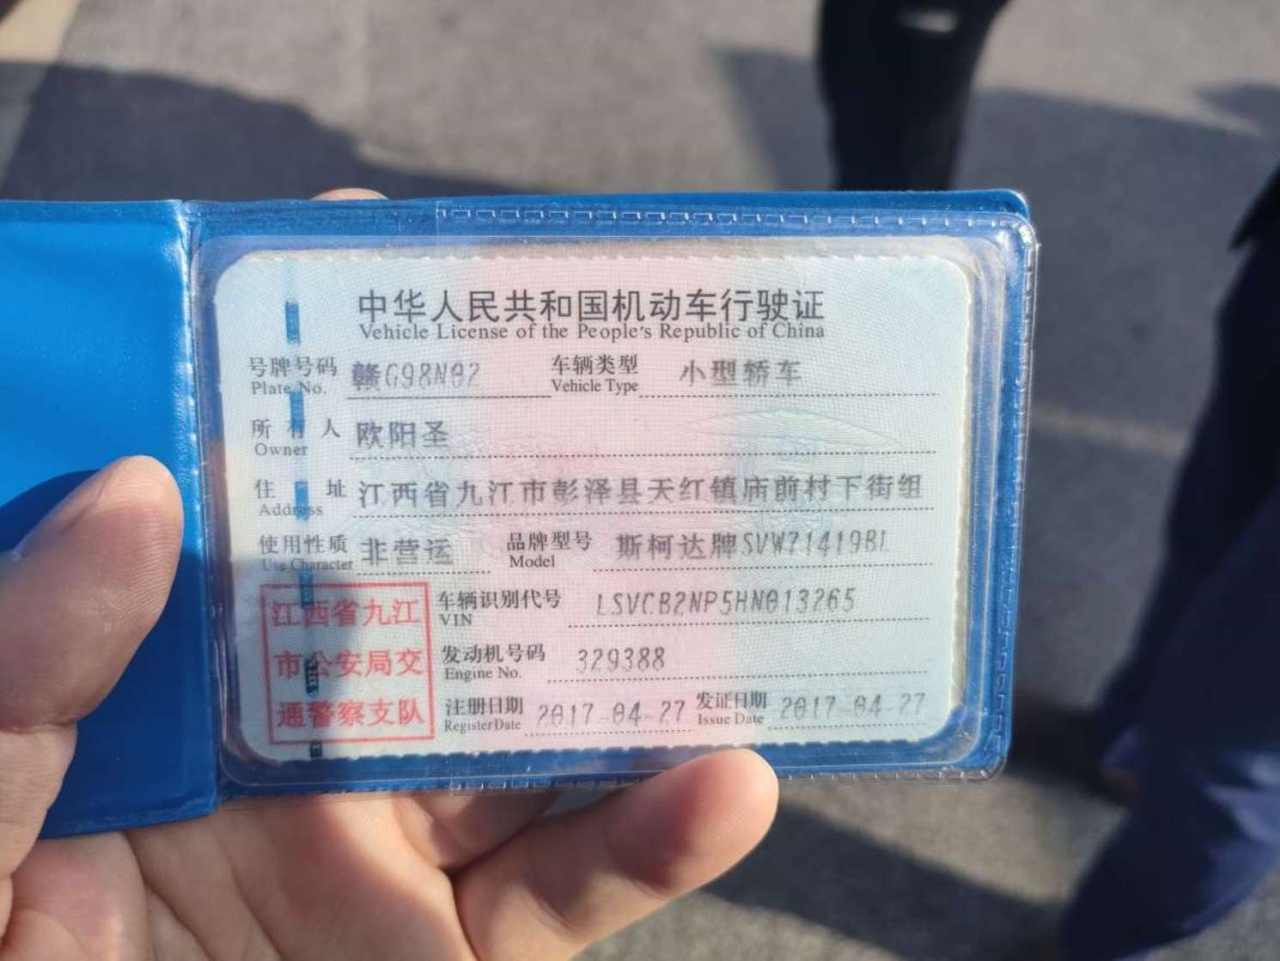 中华人民共和国机动车行驶证
Vehicle License of the People's Republic of China
号牌号码 赣G98N02 车辆类型 小型轿车
Plate No. Vehicle Type
所有人 欧阳圣
Owner
住址 江西省九江市彭泽县天红镇庙前村下街组
Address
使用性质 非营运 品牌型号 斯柯达牌SVW71419BL
Use Character Model
江西省九江市公安局交通警察支队
车辆识别代号 LSVCB2NP5HN013265
VIN
发动机号码 329388
Engine No.
注册日期 2017-04-27 发证日期 2017-04-27
Register Date Issue Date